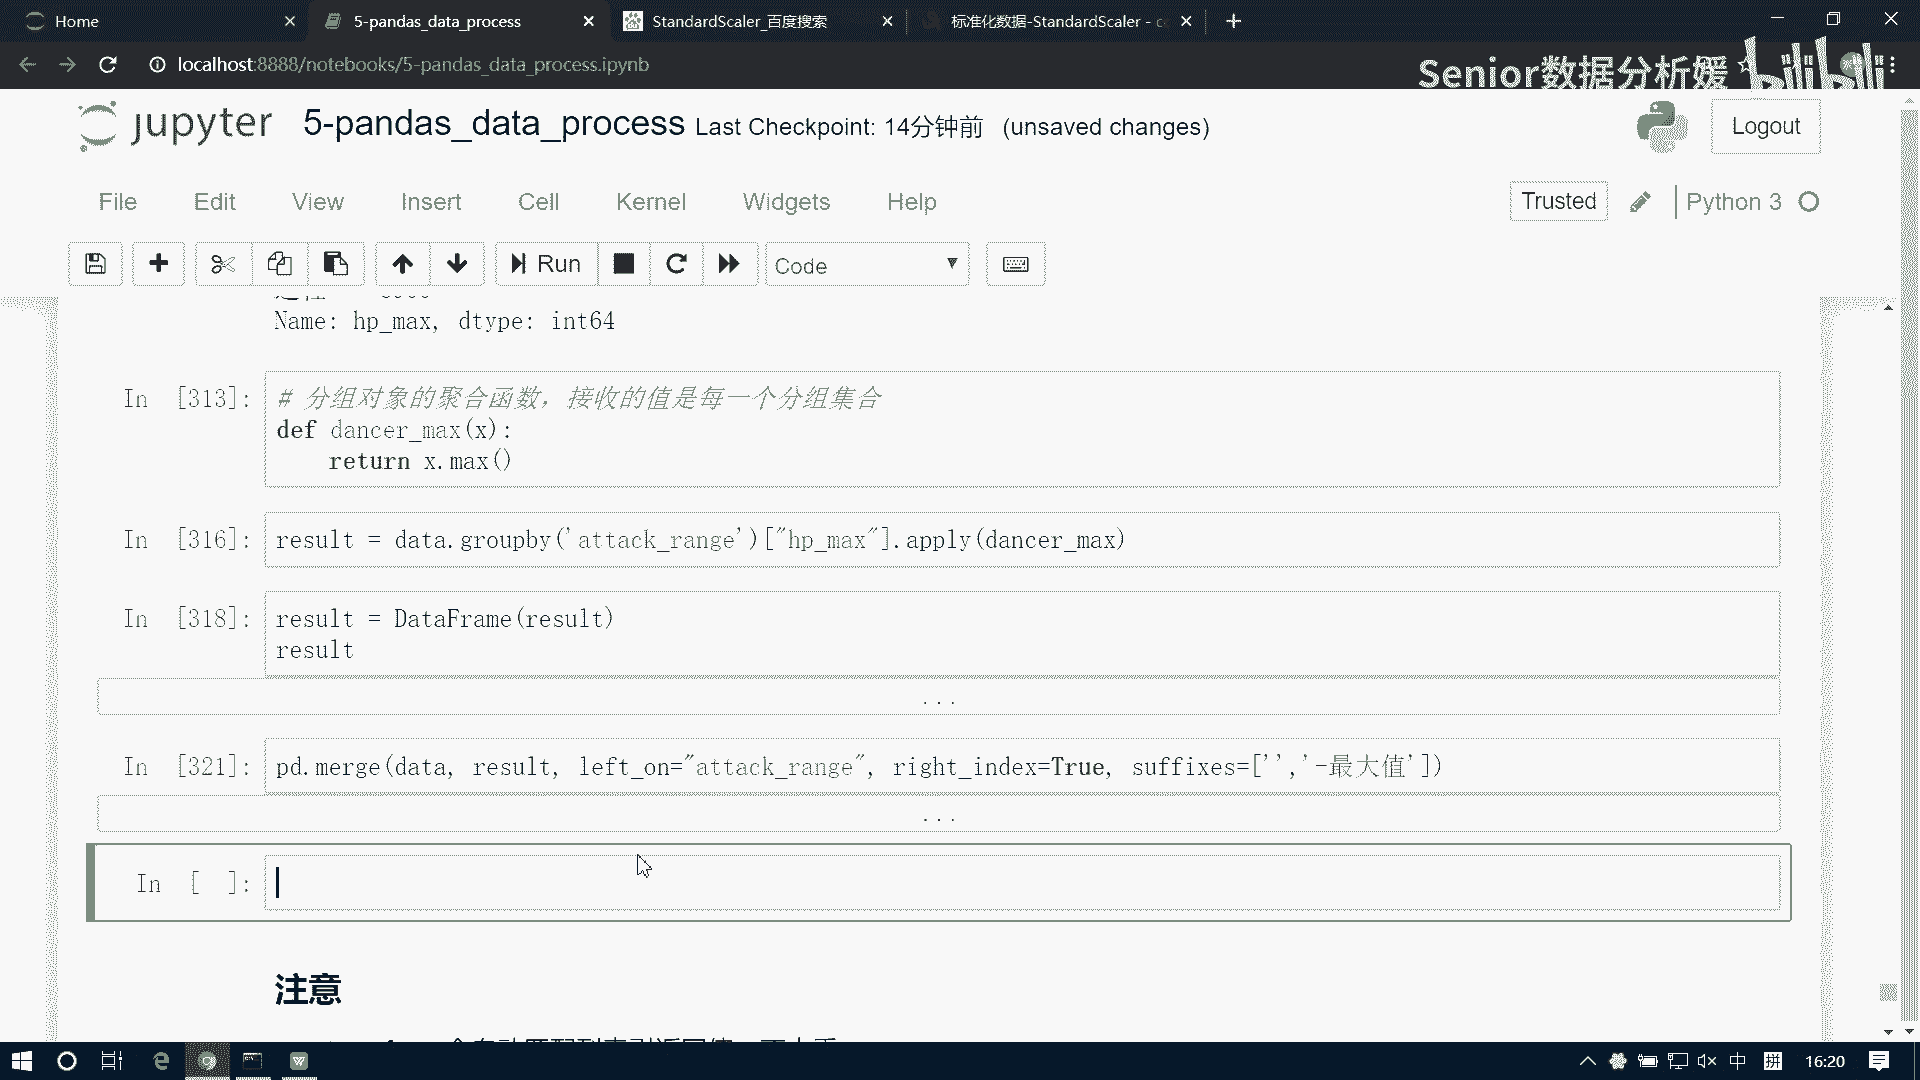 Home
5-pandas_data_process
StandardScaler_百度搜索
标准化数据-StandardScaler - c
localhost:8888/notebooks/5-pandas_data_process.ipynb
Senior数据分析媛
bilibili
jupyter
5-pandas_data_process Last Checkpoint: 14分钟前 (unsaved changes)
Logout
File Edit View Insert Cell Kernel Widgets Help
Trusted
Python 3
Run
Code
Name: hp_max, dtype: int64
In [313]: # 分组对象的聚合函数，接收的值是每一个分组集合
def dancer_max(x):
    return x.max()
In [316]: result = data.groupby('attack_range')["hp_max"].apply(dancer_max)
In [318]: result = DataFrame(result)
result
...
In [321]: pd.merge(data, result, left_on="attack_range", right_index=True, suffixes=['','-最大值'])
...
In [ ]:
注意
中
拼
16:20